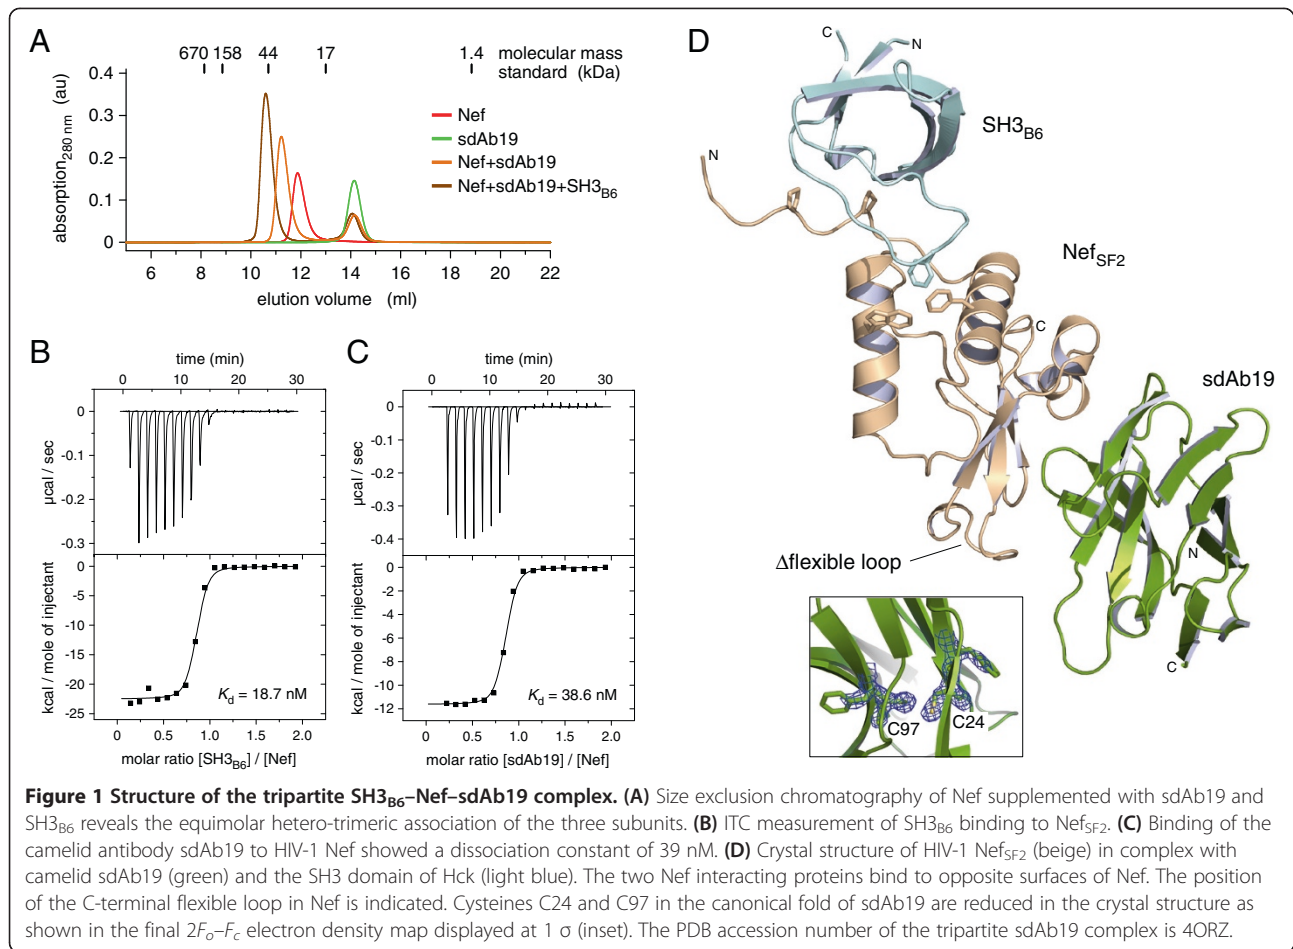 A
670 158 44 17 1.4 molecular mass
standard (kDa)
0.4
0.3
0.2
0.1
0
absorption280 nm (au)
Nef
sdAb19
Nef+sdAb19
Nef+sdAb19+SH3B6
6 8 10 12 14 16 18 20 22
elution volume (ml)
B
time (min)
0 10 20 30
0
-0.1
-0.2
-0.3
µcal / sec
0
-5
-10
-15
-20
-25
kcal / mole of injectant
Kd = 18.7 nM
0.0 0.5 1.0 1.5 2.0
molar ratio [SH3B6] / [Nef]
C
time (min)
0 10 20 30
0
-0.1
-0.2
-0.3
-0.4
µcal / sec
0
-2
-4
-6
-8
-10
-12
kcal / mole of injectant
Kd = 38.6 nM
0.0 0.5 1.0 1.5 2.0
molar ratio [sdAb19] / [Nef]
D
C
N
SH3B6
N
NefSF2
C
sdAb19
Δflexible loop
N
C
C97
C24
Figure 1 Structure of the tripartite SH3B6–Nef–sdAb19 complex. (A) Size exclusion chromatography of Nef supplemented with sdAb19 and
SH3B6 reveals the equimolar hetero-trimeric association of the three subunits. (B) ITC measurement of SH3B6 binding to NefSF2. (C) Binding of the
camelid antibody sdAb19 to HIV-1 Nef showed a dissociation constant of 39 nM. (D) Crystal structure of HIV-1 NefSF2 (beige) in complex with
camelid sdAb19 (green) and the SH3 domain of Hck (light blue). The two Nef interacting proteins bind to opposite surfaces of Nef. The position
of the C-terminal flexible loop in Nef is indicated. Cysteines C24 and C97 in the canonical fold of sdAb19 are reduced in the crystal structure as
shown in the final 2Fo–Fc electron density map displayed at 1 σ (inset). The PDB accession number of the tripartite sdAb19 complex is 4ORZ.